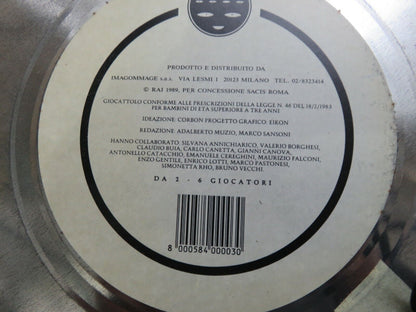 PRODOTTO E DISTRIBUITO DA
IMAGOMMAGE s.a.s. VIA LESMI 1 20123 MILANO TEL. 02/8323414
© RAI 1989, PER CONCESSIONE SACIS ROMA
GIOCATTOLO CONFORME ALLE PRESCRIZIONI DELLA LEGGE N. 46 DEL 18/2/1983
PER BAMBINI DI ETÀ SUPERIORE A TRE ANNI
IDEAZIONE: CORBON PROGETTO GRAFICO: EIKON
REDAZIONE: ADALBERTO MUZIO, MARCO SANSONI
HANNO COLLABORATO: SILVANA ANNICHIARICO, VALERIO BORGHESI,
CLAUDIO BUJA, CARLO CANETTA, GIANNI CANOVA,
ANTONELLO CATACCHIO, EMANUELE CEREGHINI, MAURIZIO FALCONI,
ENZO GENTILE, ENRICO LOTTI, MARCO PASTONESI,
SIMONETTA RHO, BRUNO VECCHI.
DA 2 - 6 GIOCATORI
8 000584 000030